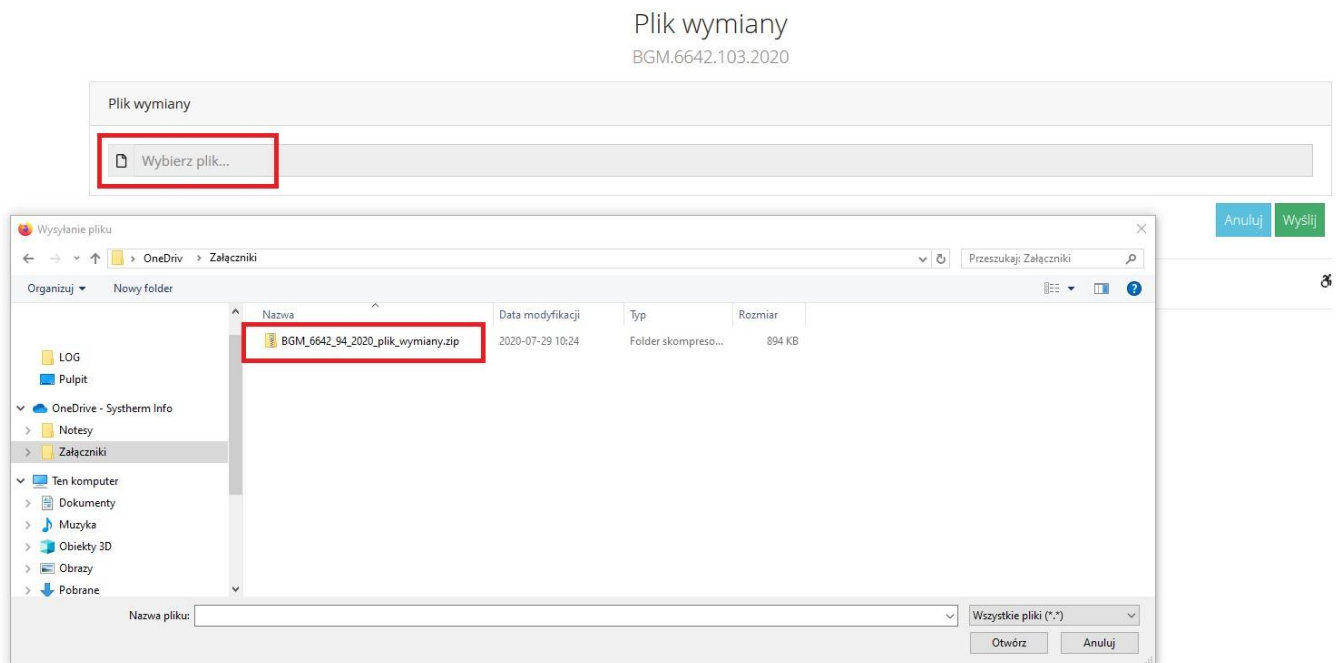 Plik wymiany
BGM.6642.103.2020
Plik wymiany
Wybierz plik...
Anuluj Wyślij
Wysyłanie pliku
OneDriv > Załączniki
Przeszukaj: Załączniki
Organizuj Nowy folder
Nazwa Data modyfikacji Typ Rozmiar
BGM_6642_94_2020_plik_wymiany.zip 2020-07-29 10:24 Folder skompreso... 894 KB
LOG
Pulpit
OneDrive - Systherm Info
Notesy
Załączniki
Ten komputer
Dokumenty
Muzyka
Obiekty 3D
Obrazy
Pobrane
Nazwa pliku: Wszystkie pliki (*.*)
Otwórz Anuluj